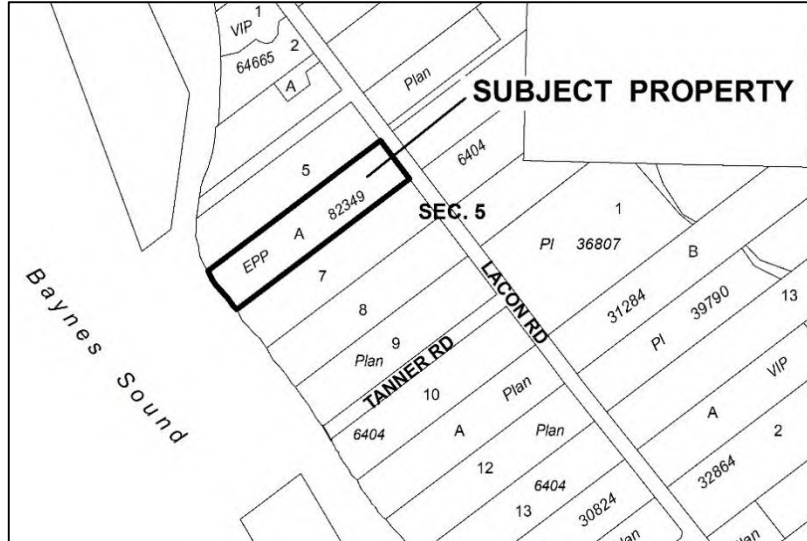 1
VIP
2
64665
A
Plan
SUBJECT PROPERTY
5
6404
82349
A
EPP
SEC. 5
1
Pl 36807
7
B
8
LACON RD
31284
39790
13
Pl
9
Plan
TANNER RD
10
VIP
Plan
A
6404
A
Plan
2
12
32864
6404
13
30824
Baynes Sound